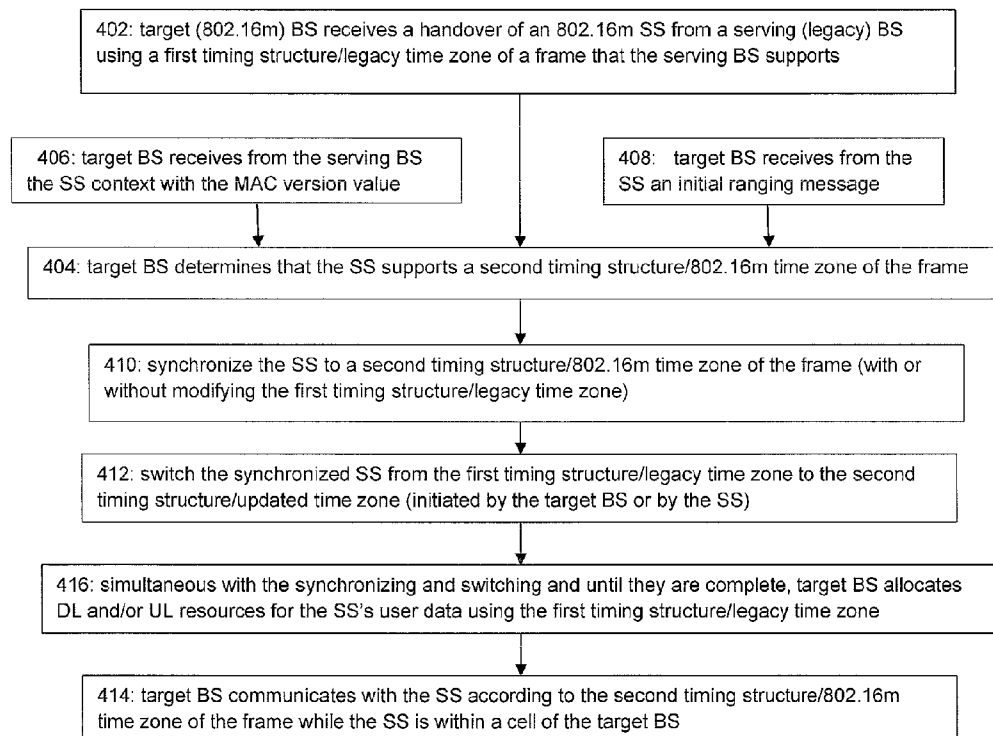 402: target (802.16m) BS receives a handover of an 802.16m SS from a serving (legacy) BS
using a first timing structure/legacy time zone of a frame that the serving BS supports
406: target BS receives from the serving BS
the SS context with the MAC version value
408: target BS receives from the
SS an initial ranging message
404: target BS determines that the SS supports a second timing structure/802.16m time zone of the frame
410: synchronize the SS to a second timing structure/802.16m time zone of the frame (with or
without modifying the first timing structure/legacy time zone)
412: switch the synchronized SS from the first timing structure/legacy time zone to the second
timing structure/updated time zone (initiated by the target BS or by the SS)
416: simultaneous with the synchronizing and switching and until they are complete, target BS allocates
DL and/or UL resources for the SS's user data using the first timing structure/legacy time zone
414: target BS communicates with the SS according to the second timing structure/802.16m
time zone of the frame while the SS is within a cell of the target BS